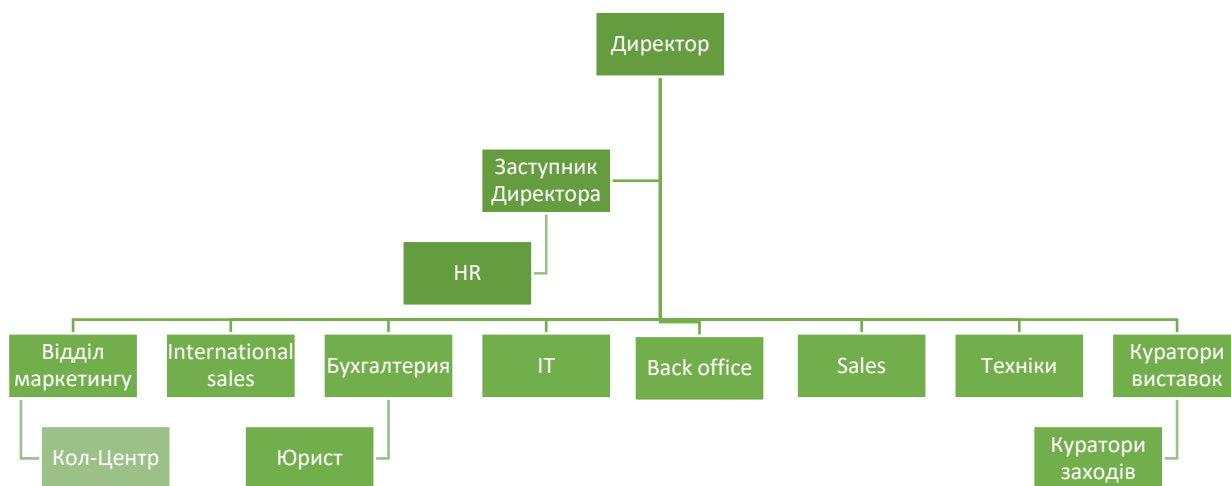 Директор
Заступник
Директора
HR
Відділ
маркетингу
International
sales
Бухгалтерия
IT
Back office
Sales
Техніки
Куратори
виставок
Кол-Центр
Юрист
Куратори
заходів